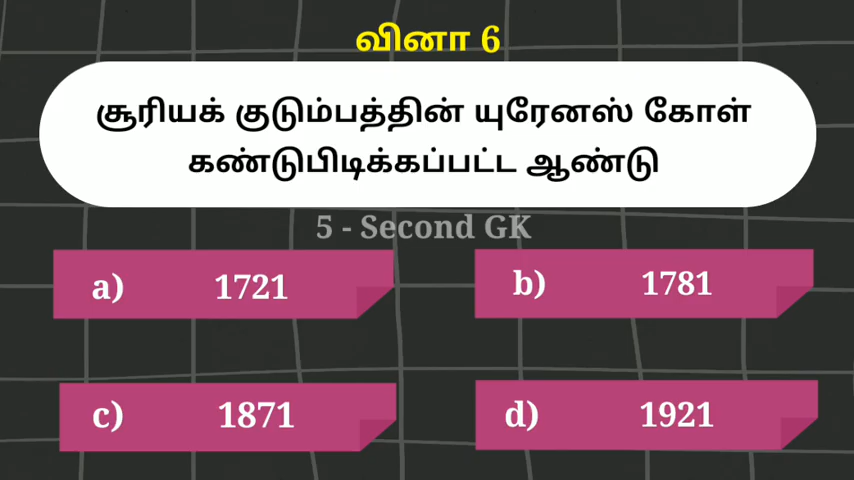 வினா 6
சூரியக் குடும்பத்தின் யுரேனஸ் கோள்
கண்டுபிடிக்கப்பட்ட ஆண்டு
5 - Second GK
a) 1721
b) 1781
c) 1871
d) 1921